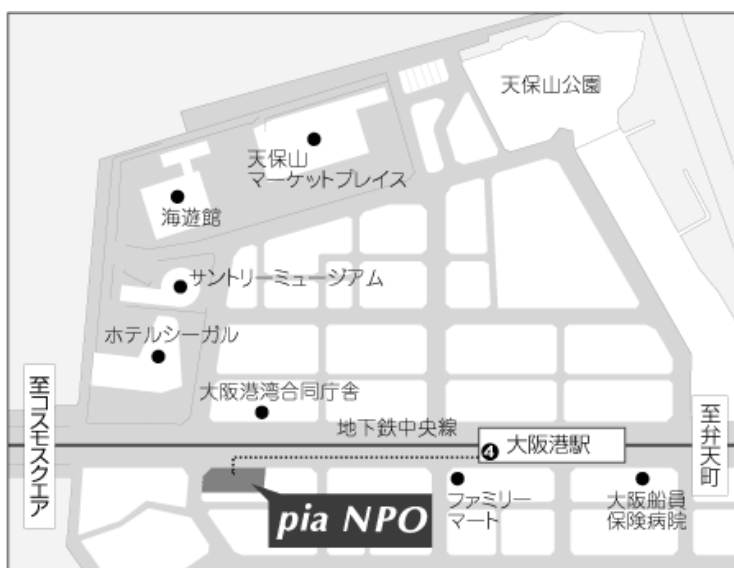 天保山公園
天保山
マーケットプレイス
海遊館
サントリーミュージアム
ホテルシーガル
大阪港湾合同庁舎
至コスモスクエア
地下鉄中央線
❹
大阪港駅
至弁天町
pia NPO
ファミリー
マート
大阪船員
保険病院